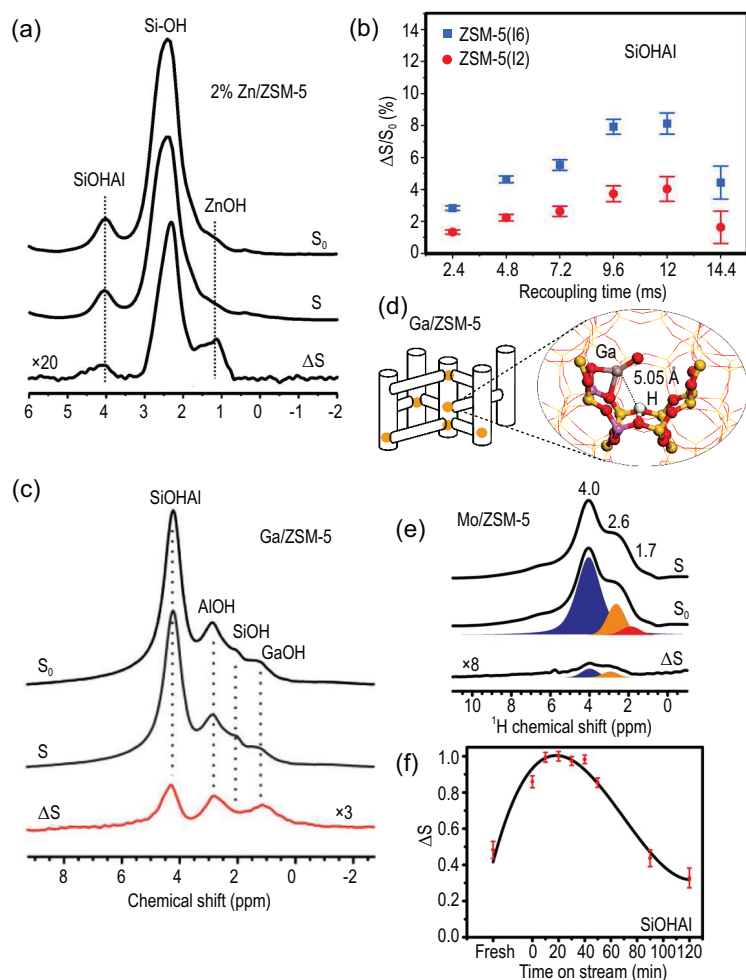 (a)
Si-OH
2% Zn/ZSM-5
SiOHAl
ZnOH
S₀
S
×20
ΔS
6 5 4 3 2 1 0 -1 -2
(b)
ZSM-5(I6)
ZSM-5(I2)
SiOHAl
ΔS/S₀ (%)
14
12
10
8
6
4
2
0
2.4 4.8 7.2 9.6 12 14.4
Recoupling time (ms)
(d)
Ga/ZSM-5
Ga
5.05 Å
H
(c)
SiOHAl
Ga/ZSM-5
AlOH
SiOH
GaOH
S₀
S
ΔS
×3
8 6 4 2 0 -2
Chemical shift (ppm)
(e)
Mo/ZSM-5
4.0
2.6
1.7
S
S₀
×8
ΔS
10 8 6 4 2 0
¹H chemical shift (ppm)
(f)
ΔS
1.0
0.8
0.6
0.4
0.2
0.0
SiOHAl
Fresh 0 20 40 60 80 100 120
Time on stream (min)